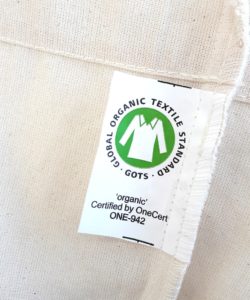 GLOBAL ORGANIC TEXTILE STANDARD
· GOTS ·
'organic'
Certified by OneCert
ONE-942